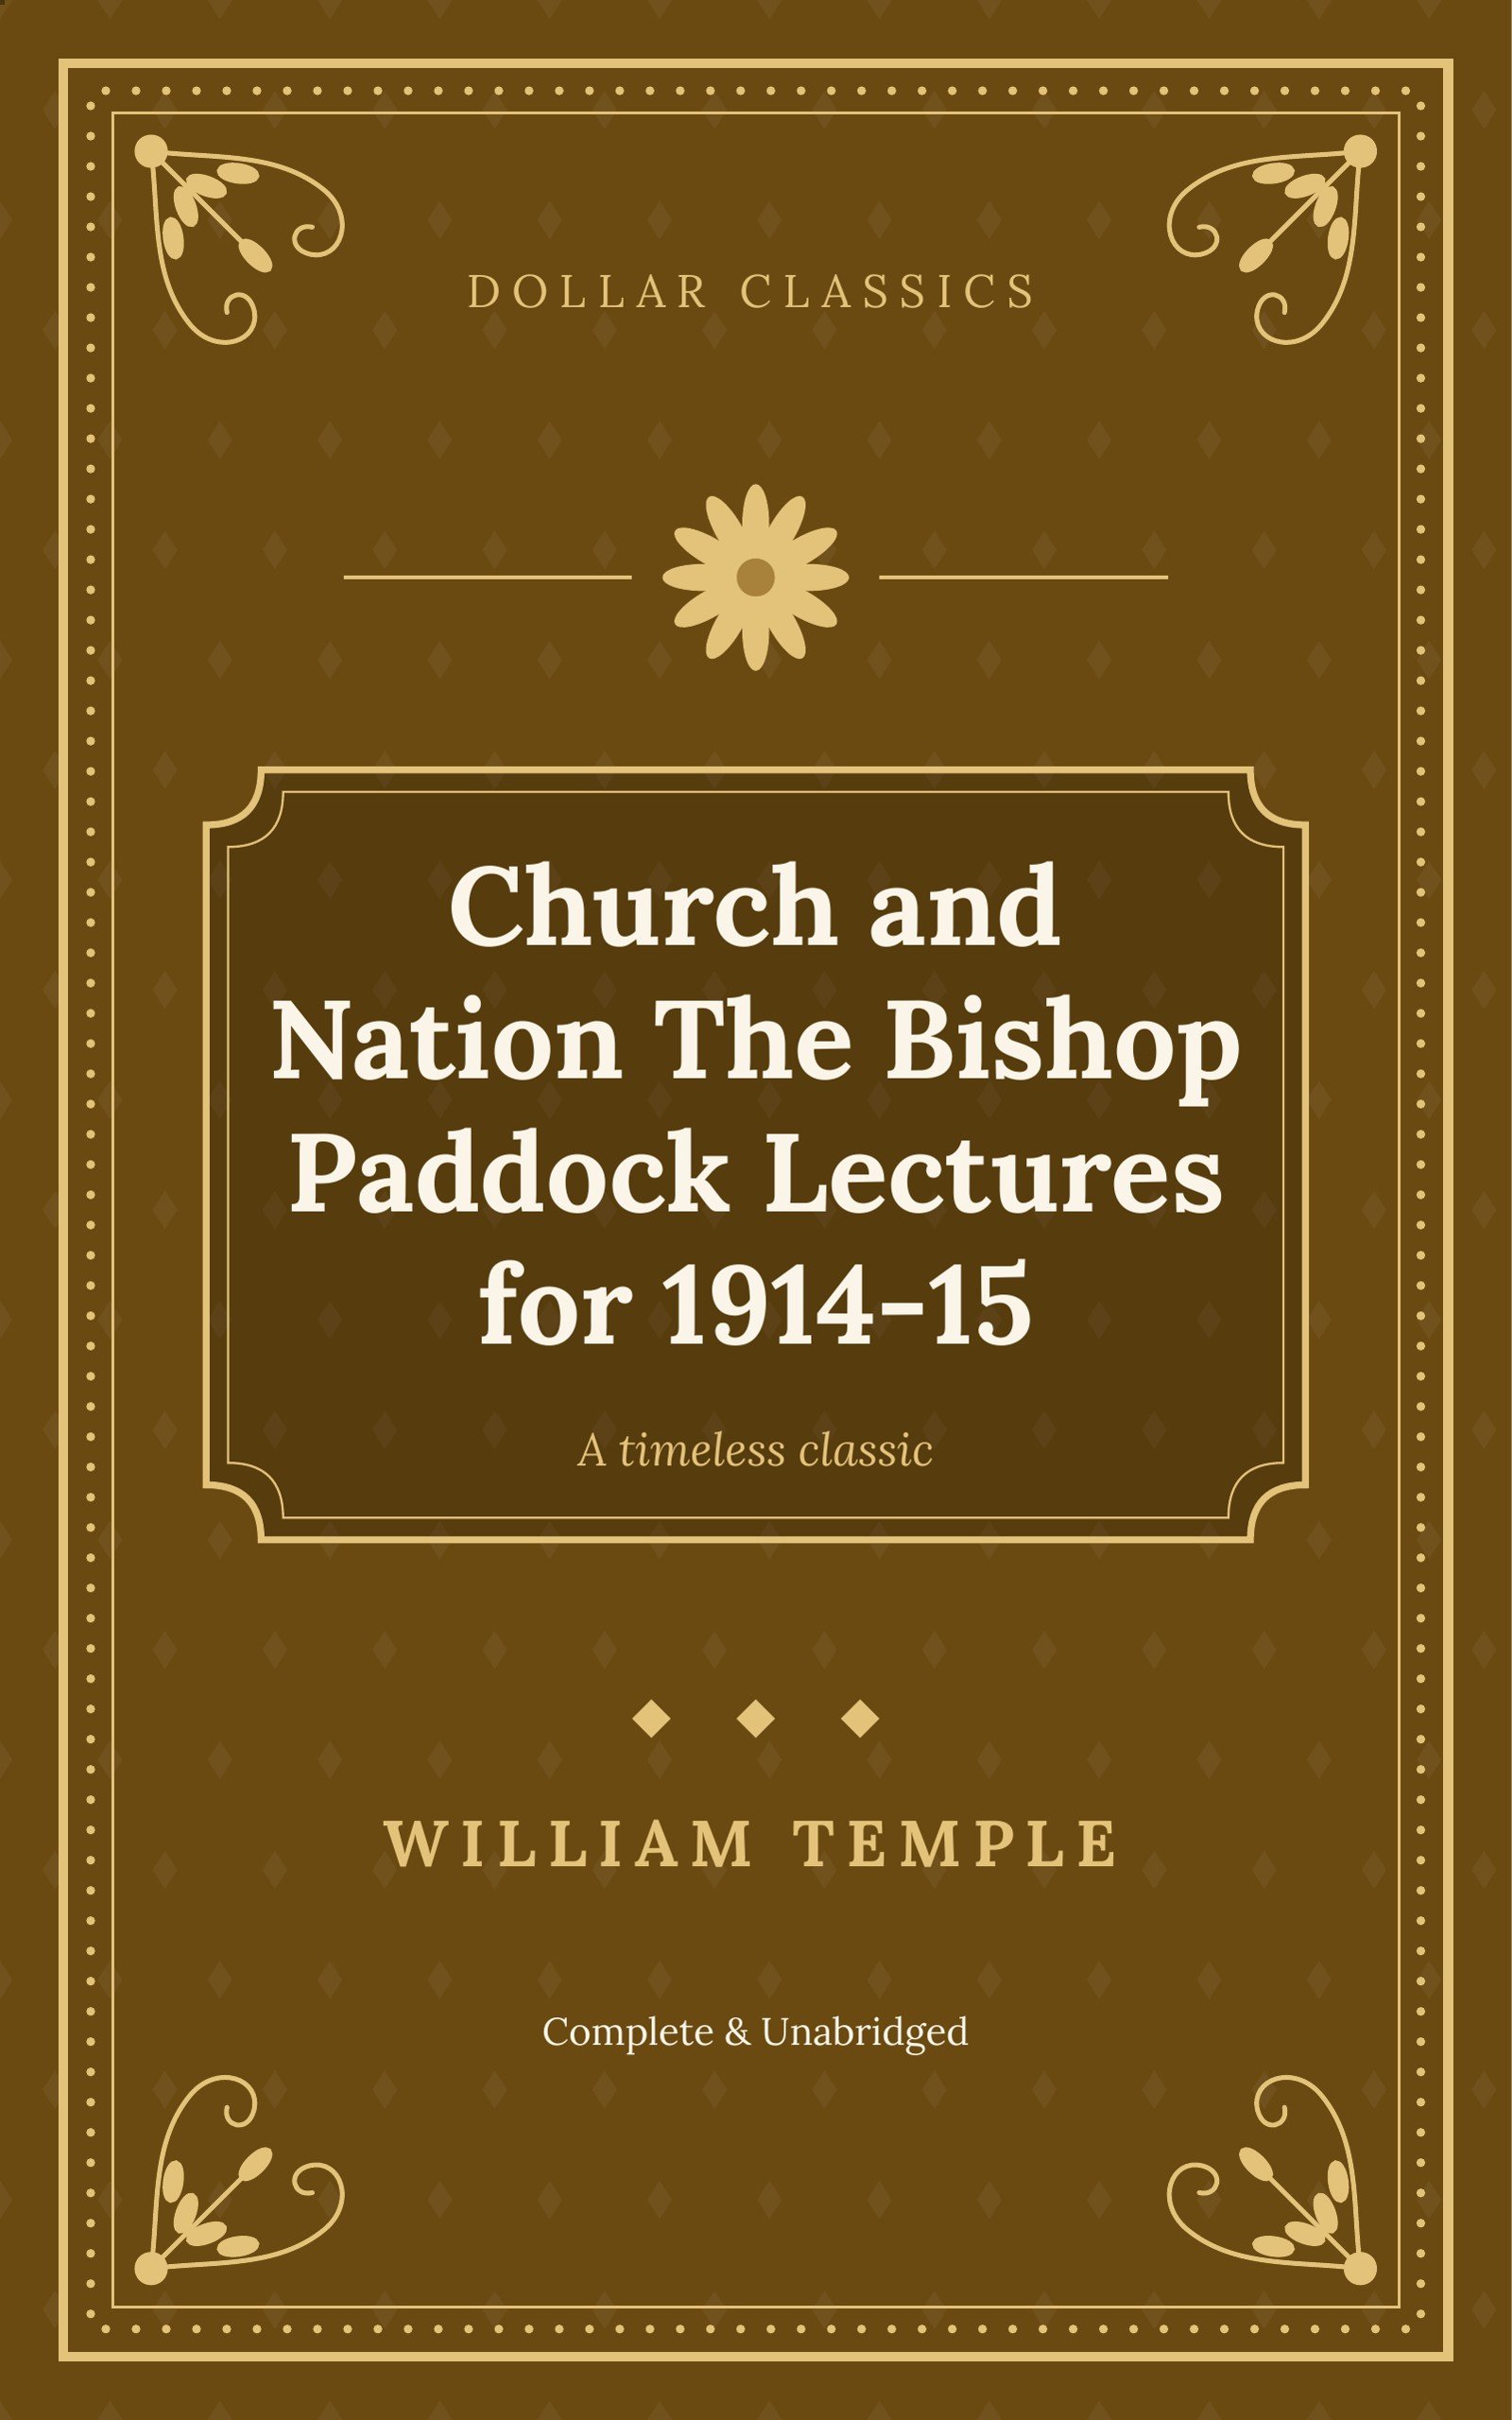 DOLLAR CLASSICS
Church and
Nation The Bishop
Paddock Lectures
for 1914-15
A timeless classic
WILLIAM TEMPLE
Complete & Unabridged